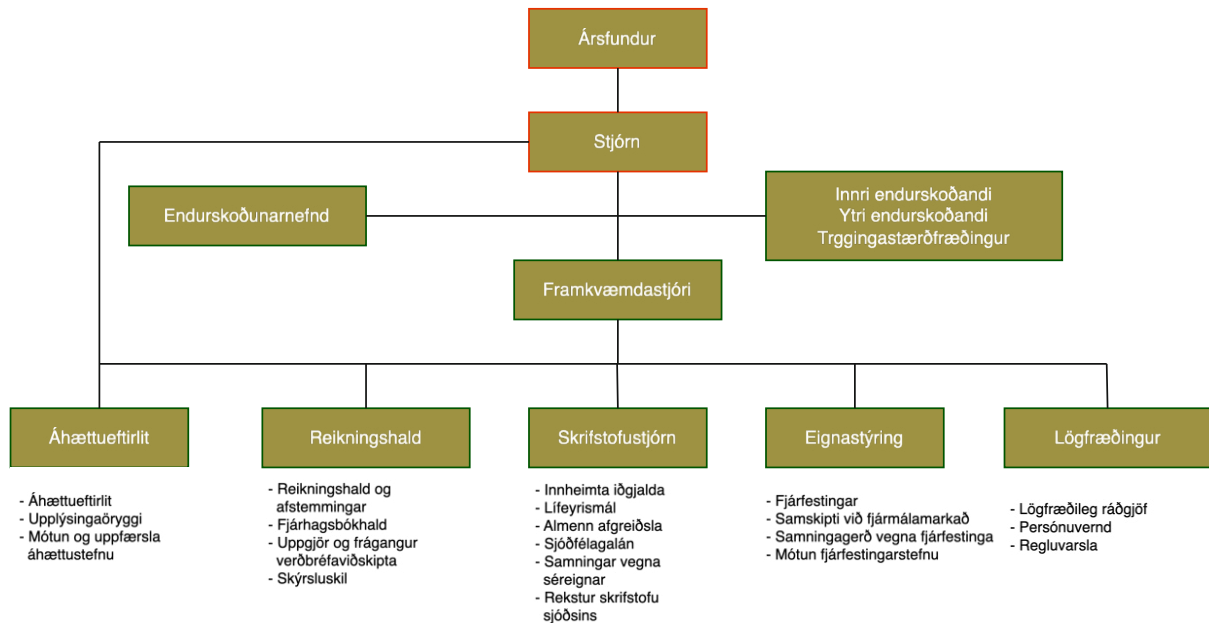 Ársfundur
Stjórn
Endurskoðunarnefnd
Innri endurskoðandi
Ytri endurskoðandi
Trggingastærðfræðingur
Framkvæmdastjóri
Áhættueftirlit
Reikningshald
Skrifstofustjórn
Eignastýring
Lögfræðingur
- Áhættueftirlit
- Upplýsingaöryggi
- Mótun og uppfærsla
áhættustefnu
- Reikningshald og
afstemmingar
- Fjárhagsbókhald
- Uppgjör og frágangur
verðbréfaviðskipta
- Skýrsluskil
- Innheimta iðgjalda
- Lífeyrismál
- Almenn afgreiðsla
- Sjóðfélagalán
- Samningar vegna
séreignar
- Rekstur skrifstofu
sjóðsins
- Fjárfestingar
- Samskipti við fjármálamarkað
- Samningagerð vegna fjárfestinga
- Mótun fjárfestingarstefnu
- Lögfræðileg ráðgjöf
- Persónuvernd
- Regluvarsla